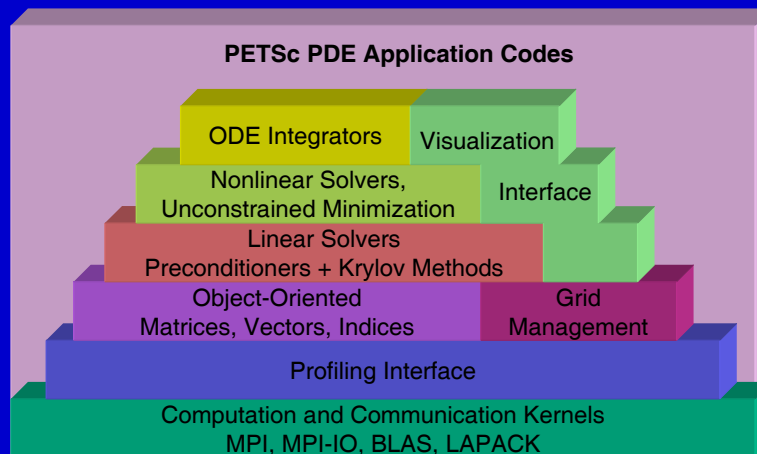 PETSc PDE Application Codes
ODE Integrators
Visualization
Nonlinear Solvers,
Unconstrained Minimization
Interface
Linear Solvers
Preconditioners + Krylov Methods
Object-Oriented
Matrices, Vectors, Indices
Grid
Management
Profiling Interface
Computation and Communication Kernels
MPI, MPI-IO, BLAS, LAPACK